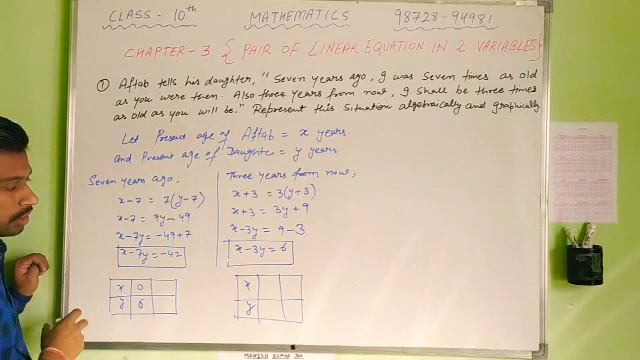 CLASS - 10th MATHEMATICS 98728-94981
CHAPTER-3 { PAIR OF LINEAR EQUATION IN 2 VARIABLES }
① Aftab tells his daughter, "Seven years ago, I was Seven times as old
as you were then. Also three years from now, I shall be three times
as old as you will be." Represent this situation algebraically and graphically
Let Present age of Aftab = x years.
And Present age of Daughter = y years.
Seven years ago,
x-7 = 7(y-7)
x-7 = 7y-49
x-7y = -49+7
x-7y = -42
x 0
y 6
Three years from now,
x+3 = 3(y+3)
x+3 = 3y+9
x-3y = 9-3
x-3y = 6
x
y
MANISH KUMAR